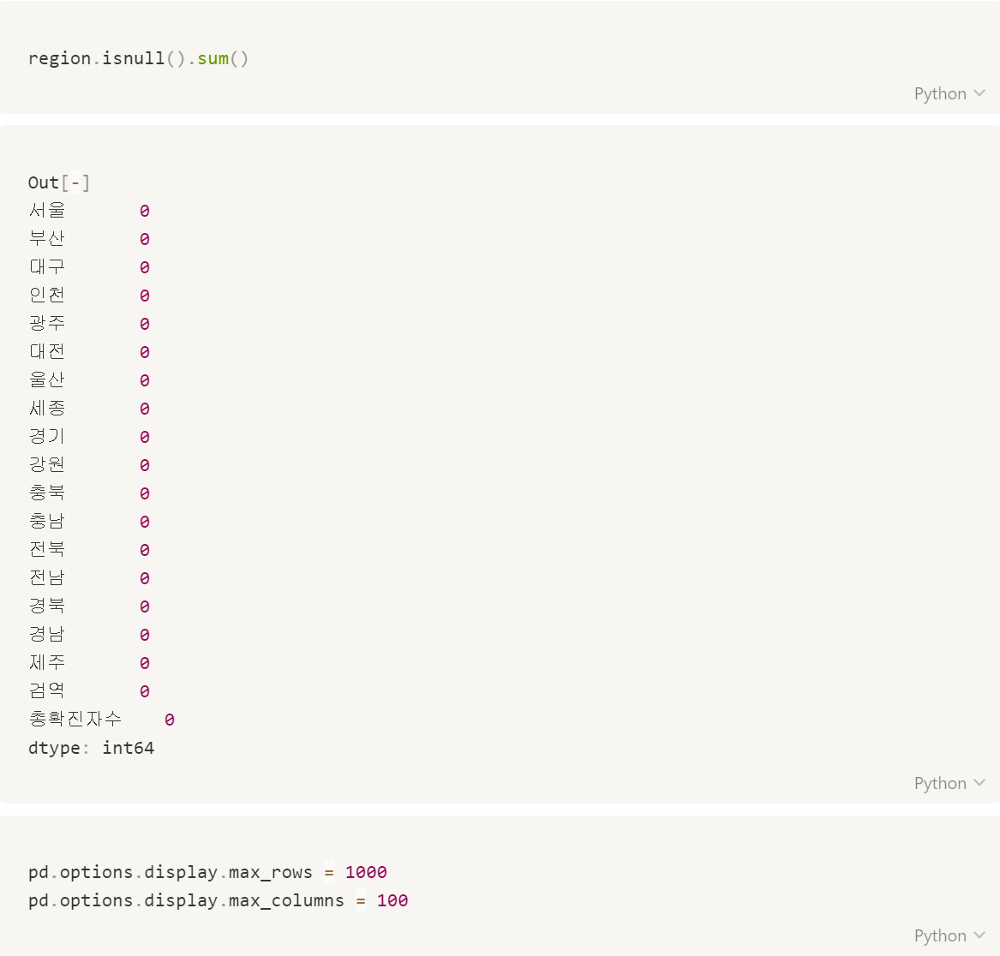 region.isnull().sum()
Python
Out[-]
서울 0
부산 0
대구 0
인천 0
광주 0
대전 0
울산 0
세종 0
경기 0
강원 0
충북 0
충남 0
전북 0
전남 0
경북 0
경남 0
제주 0
검역 0
총확진자수 0
dtype: int64
Python
pd.options.display.max_rows = 1000
pd.options.display.max_columns = 100
Python